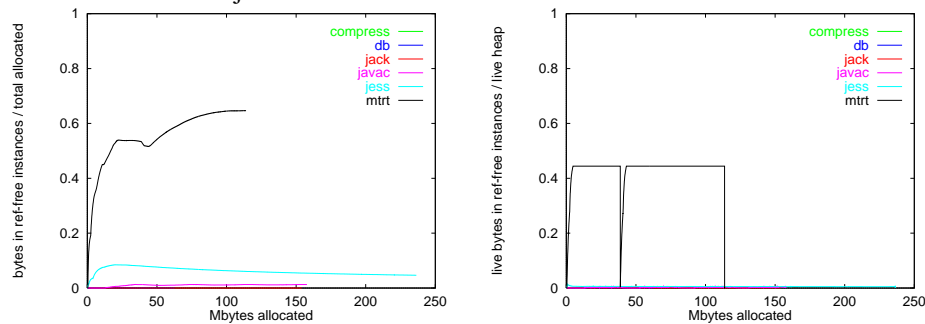 bytes in ref-free instances / total allocated
1
0.8
0.6
0.4
0.2
0
0
50
100
150
200
250
Mbytes allocated
compress
db
jack
javac
jess
mtrt
live bytes in ref-free instances / live heap
1
0.8
0.6
0.4
0.2
0
0
50
100
150
200
250
Mbytes allocated
compress
db
jack
javac
jess
mtrt